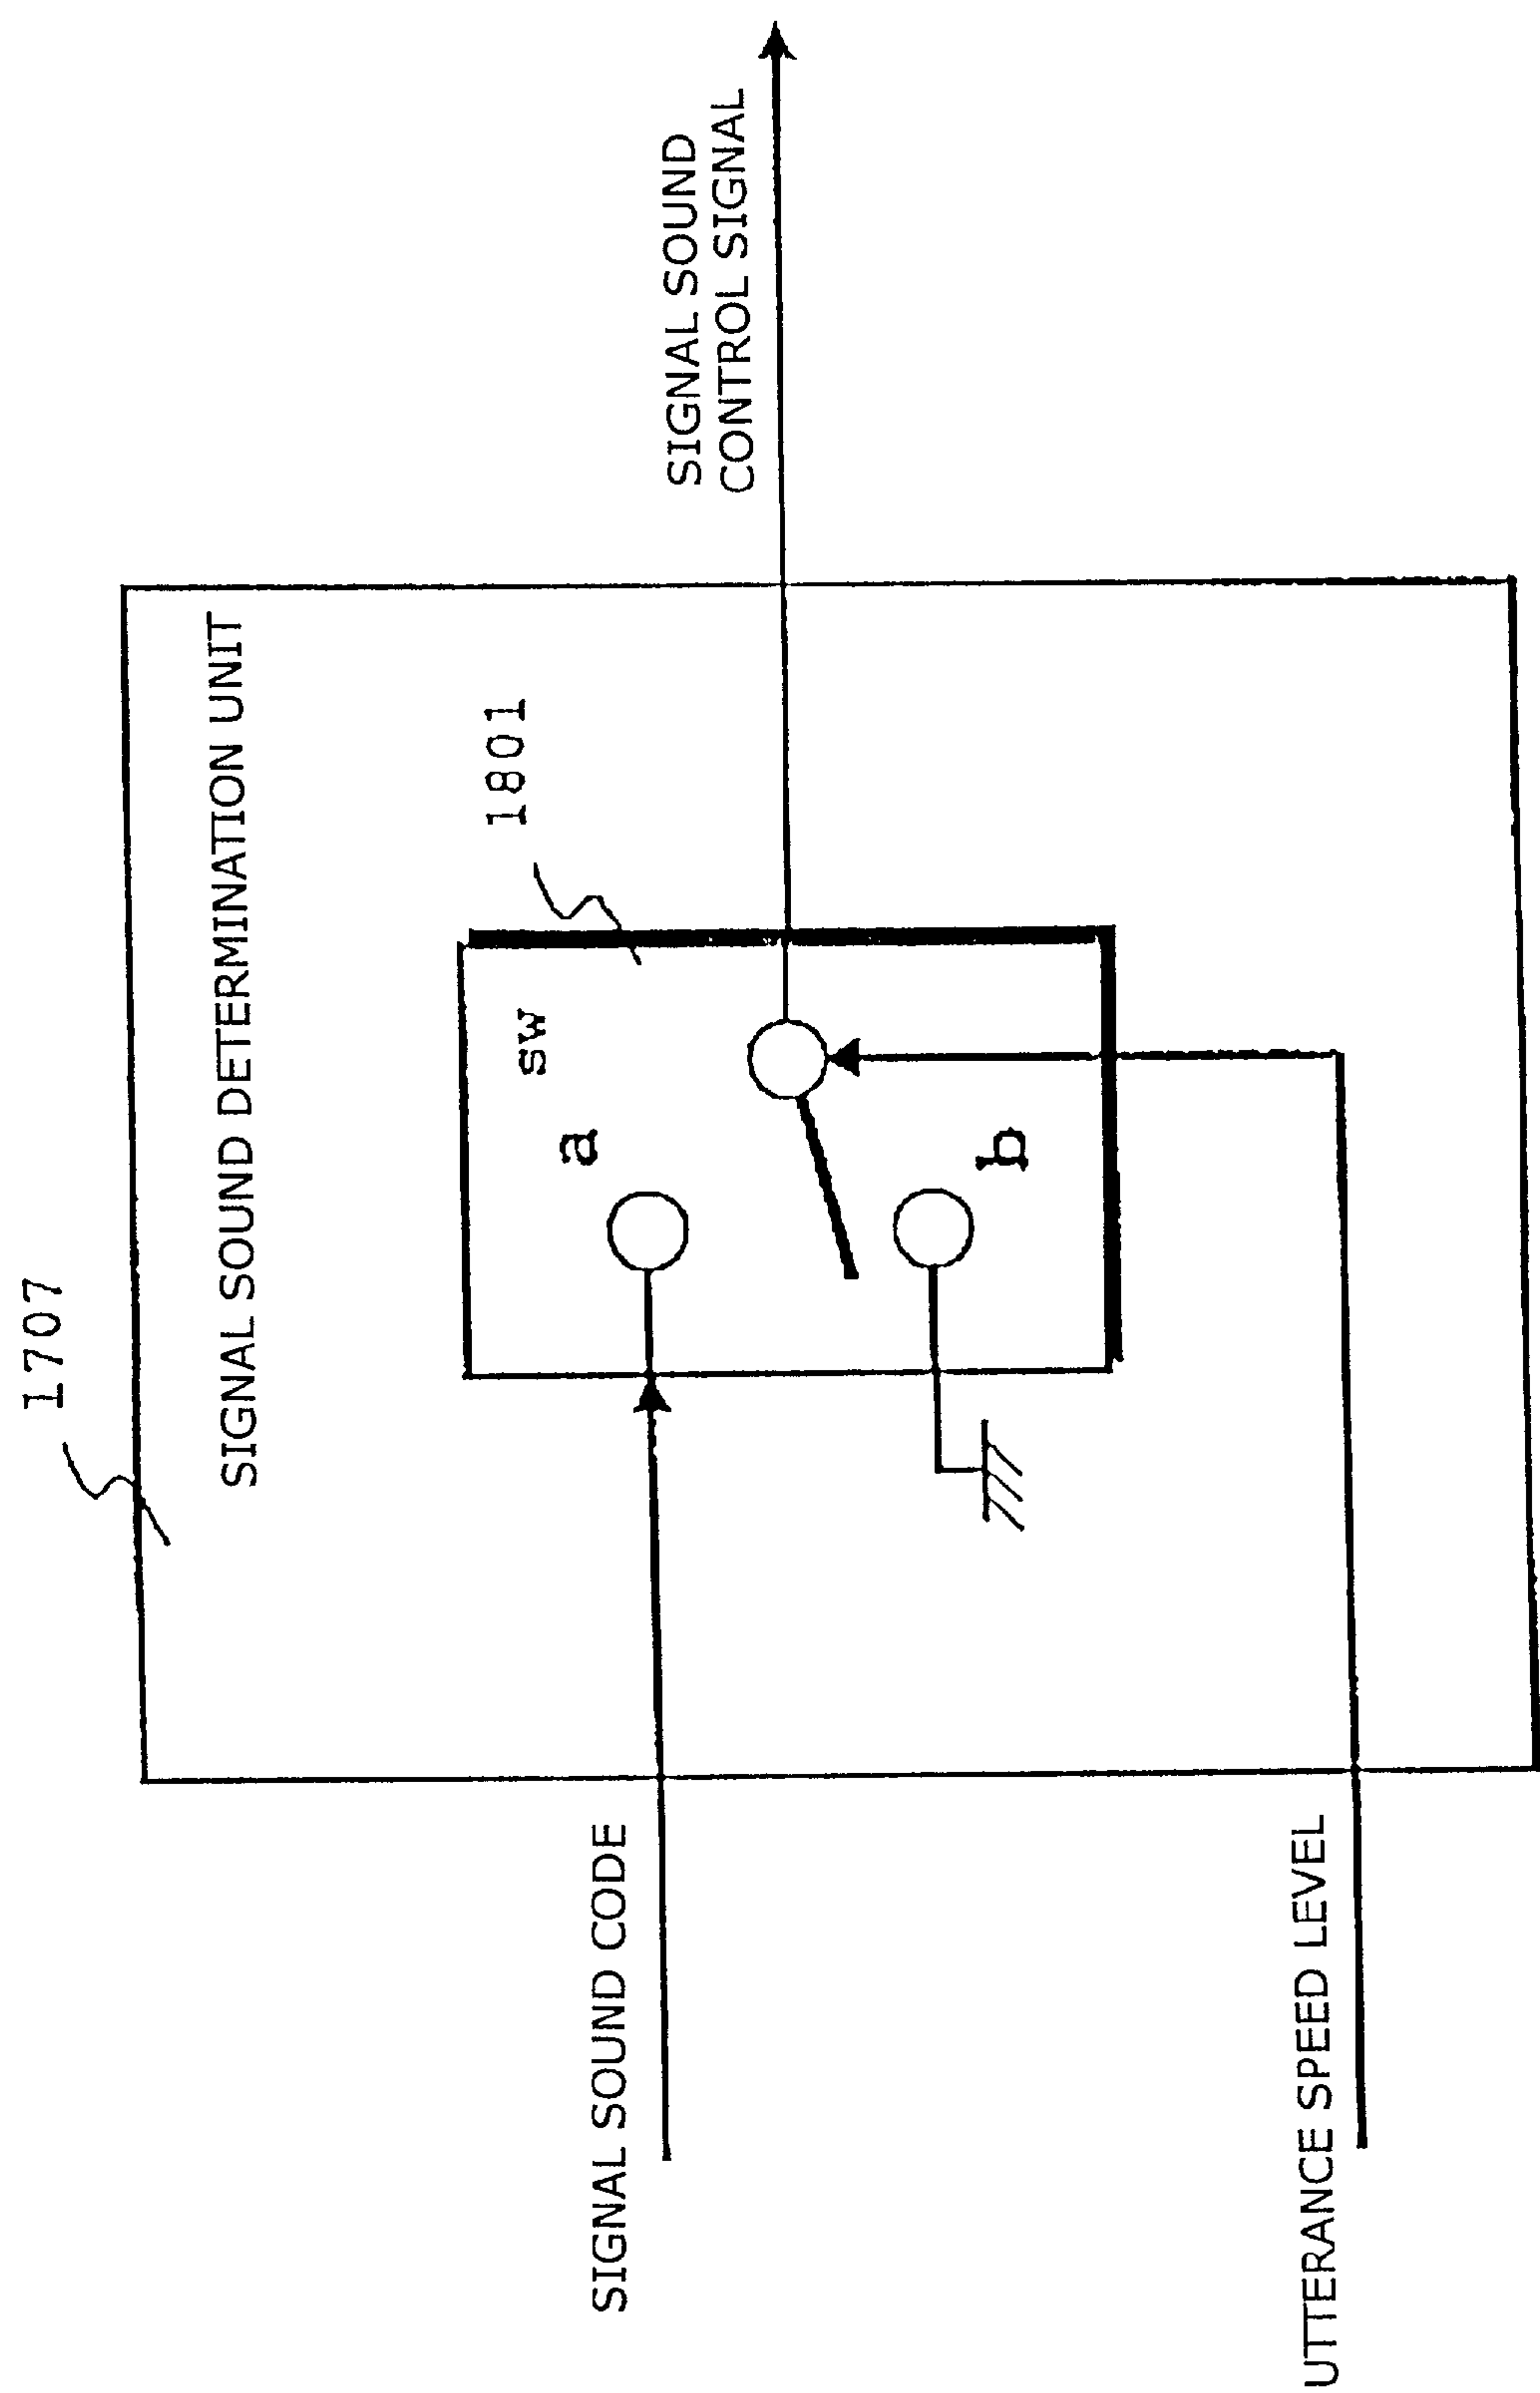 1707
SIGNAL SOUND DETERMINATION UNIT
1801
sw
a
b
SIGNAL SOUND CODE
UTTERANCE SPEED LEVEL
SIGNAL SOUND
CONTROL SIGNAL